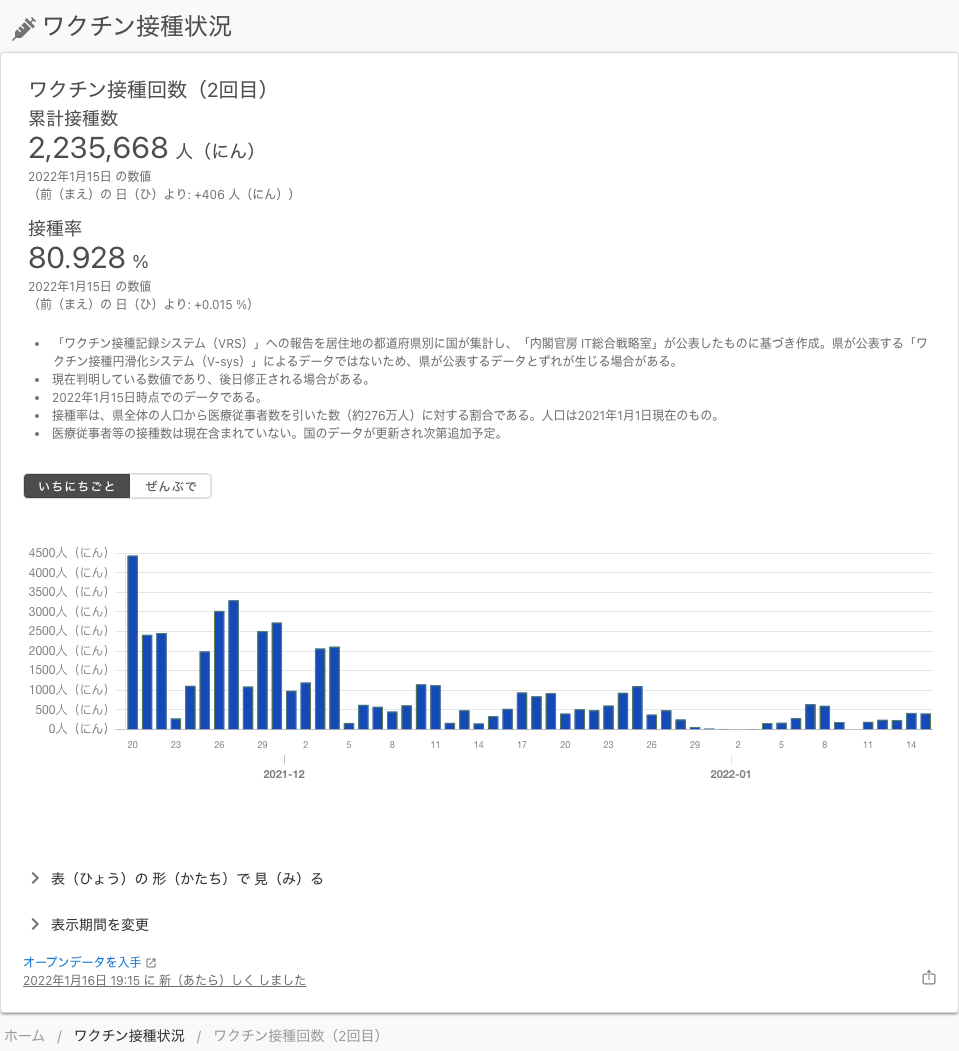 ワクチン接種状況
ワクチン接種回数（2回目）
累計接種数
2,235,668 人（にん）
2022年1月15日 の数値
（前（まえ）の 日（ひ）より: +406 人（にん））
接種率
80.928 %
2022年1月15日 の数値
（前（まえ）の 日（ひ）より: +0.015 %）
• 「ワクチン接種記録システム（VRS）」への報告を居住地の都道府県別に国が集計し、「内閣官房 IT総合戦略室」が公表したものに基づき作成。県が公表する「ワ
クチン接種円滑化システム（V-sys）」によるデータではないため、県が公表するデータとずれが生じる場合がある。
• 現在判明している数値であり、後日修正される場合がある。
• 2022年1月15日時点でのデータである。
• 接種率は、県全体の人口から医療従事者数を引いた数（約276万人）に対する割合である。人口は2021年1月1日現在のもの。
• 医療従事者等の接種数は現在含まれていない。国のデータが更新され次第追加予定。
いちにちごと ぜんぶで
4500人（にん）
4000人（にん）
3500人（にん）
3000人（にん）
2500人（にん）
2000人（にん）
1500人（にん）
1000人（にん）
500人（にん）
0人（にん）
20 23 26 29 2 5 8 11 14 17 20 23 26 29 2 5 8 11 14
2021-12 2022-01
表（ひょう）の 形（かたち）で 見（み）る
表示期間を変更
オープンデータを入手
2022年1月16日 19:15 に 新（あたら）しく しました
ホーム / ワクチン接種状況 / ワクチン接種回数（2回目）